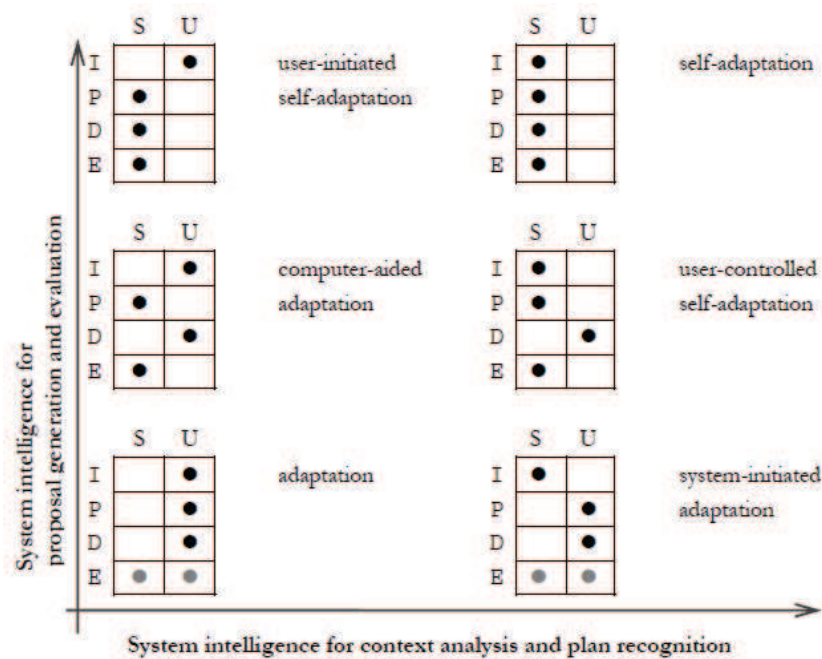 S U S U
I user-initiated I self-adaptation
P self-adaptation P
D D
E E
S U S U
I computer-aided I user-controlled
P adaptation P self-adaptation
D D
E E
S U S U
I adaptation I system-initiated
P P adaptation
D D
E E
System intelligence for
proposal generation and evaluation
System intelligence for context analysis and plan recognition